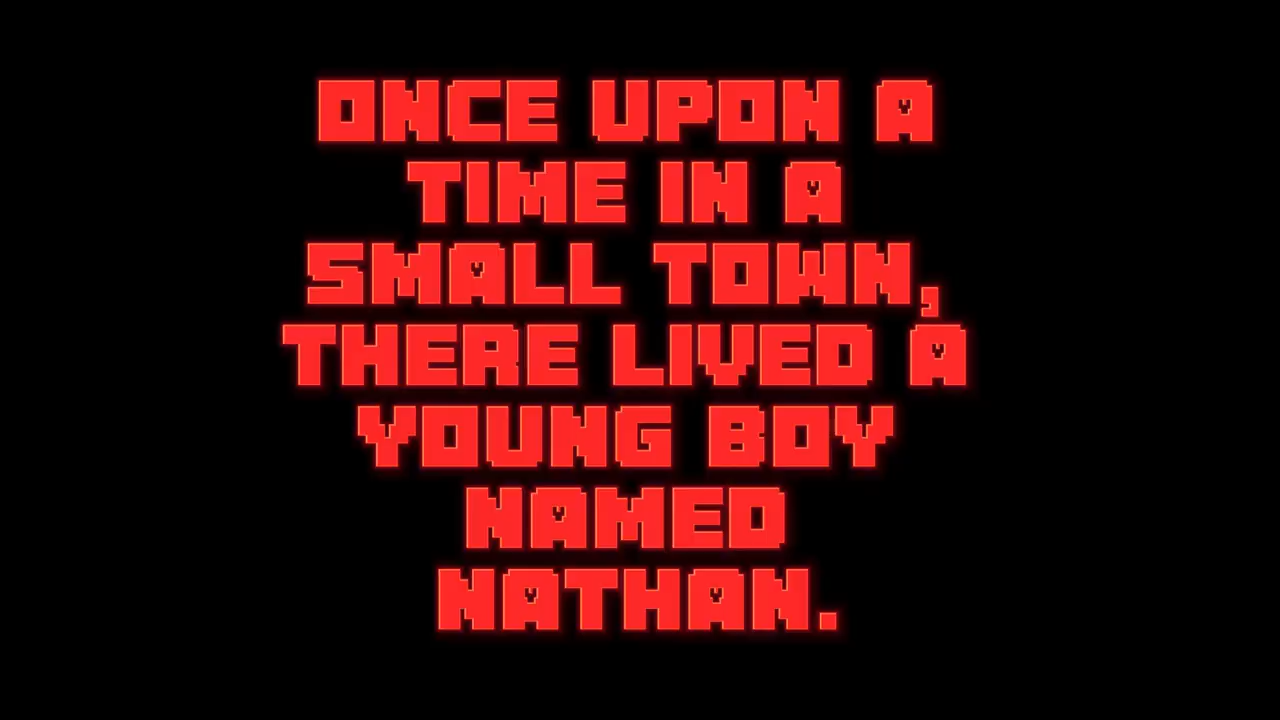 ONCE UPON A
TIME IN A
SMALL TOWN,
THERE LIVED A
YOUNG BOY
NAMED
NATHAN.